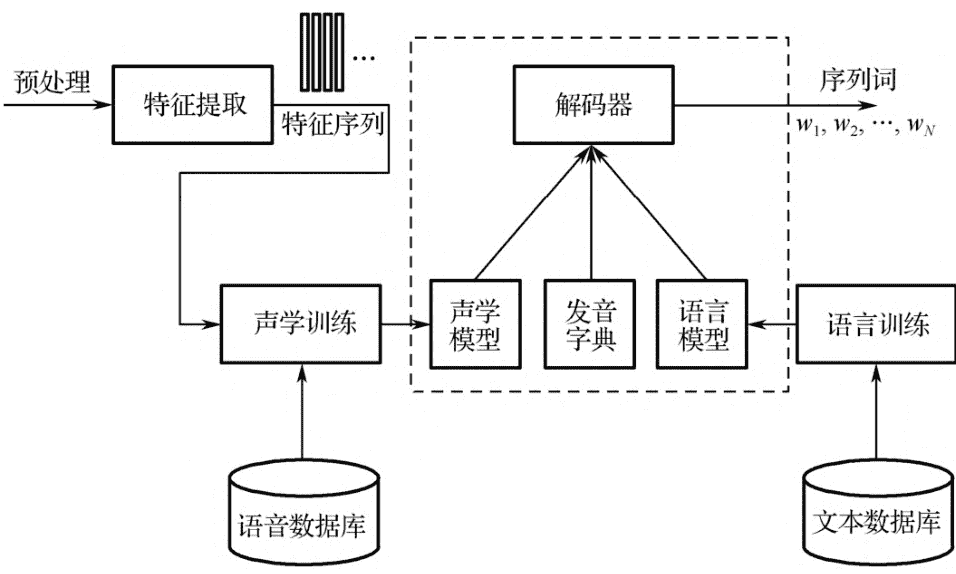 预处理
特征提取
…
特征序列
解码器
序列词
w₁, w₂, ···, w_N
声学训练
声学
模型
发音
字典
语言
模型
语言训练
语音数据库
文本数据库